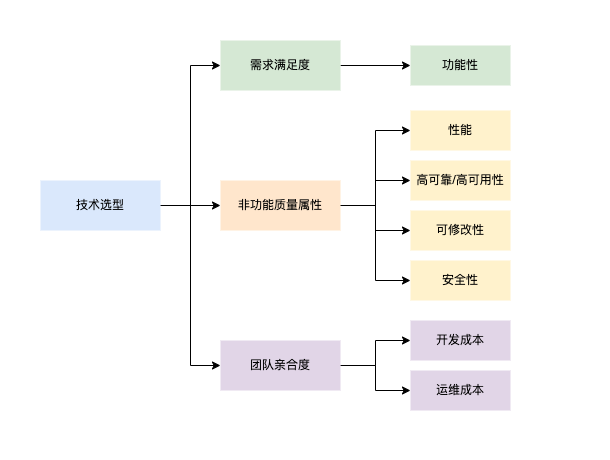 需求满足度
功能性
性能
高可靠/高可用性
技术选型
非功能质量属性
可修改性
安全性
团队亲合度
开发成本
运维成本